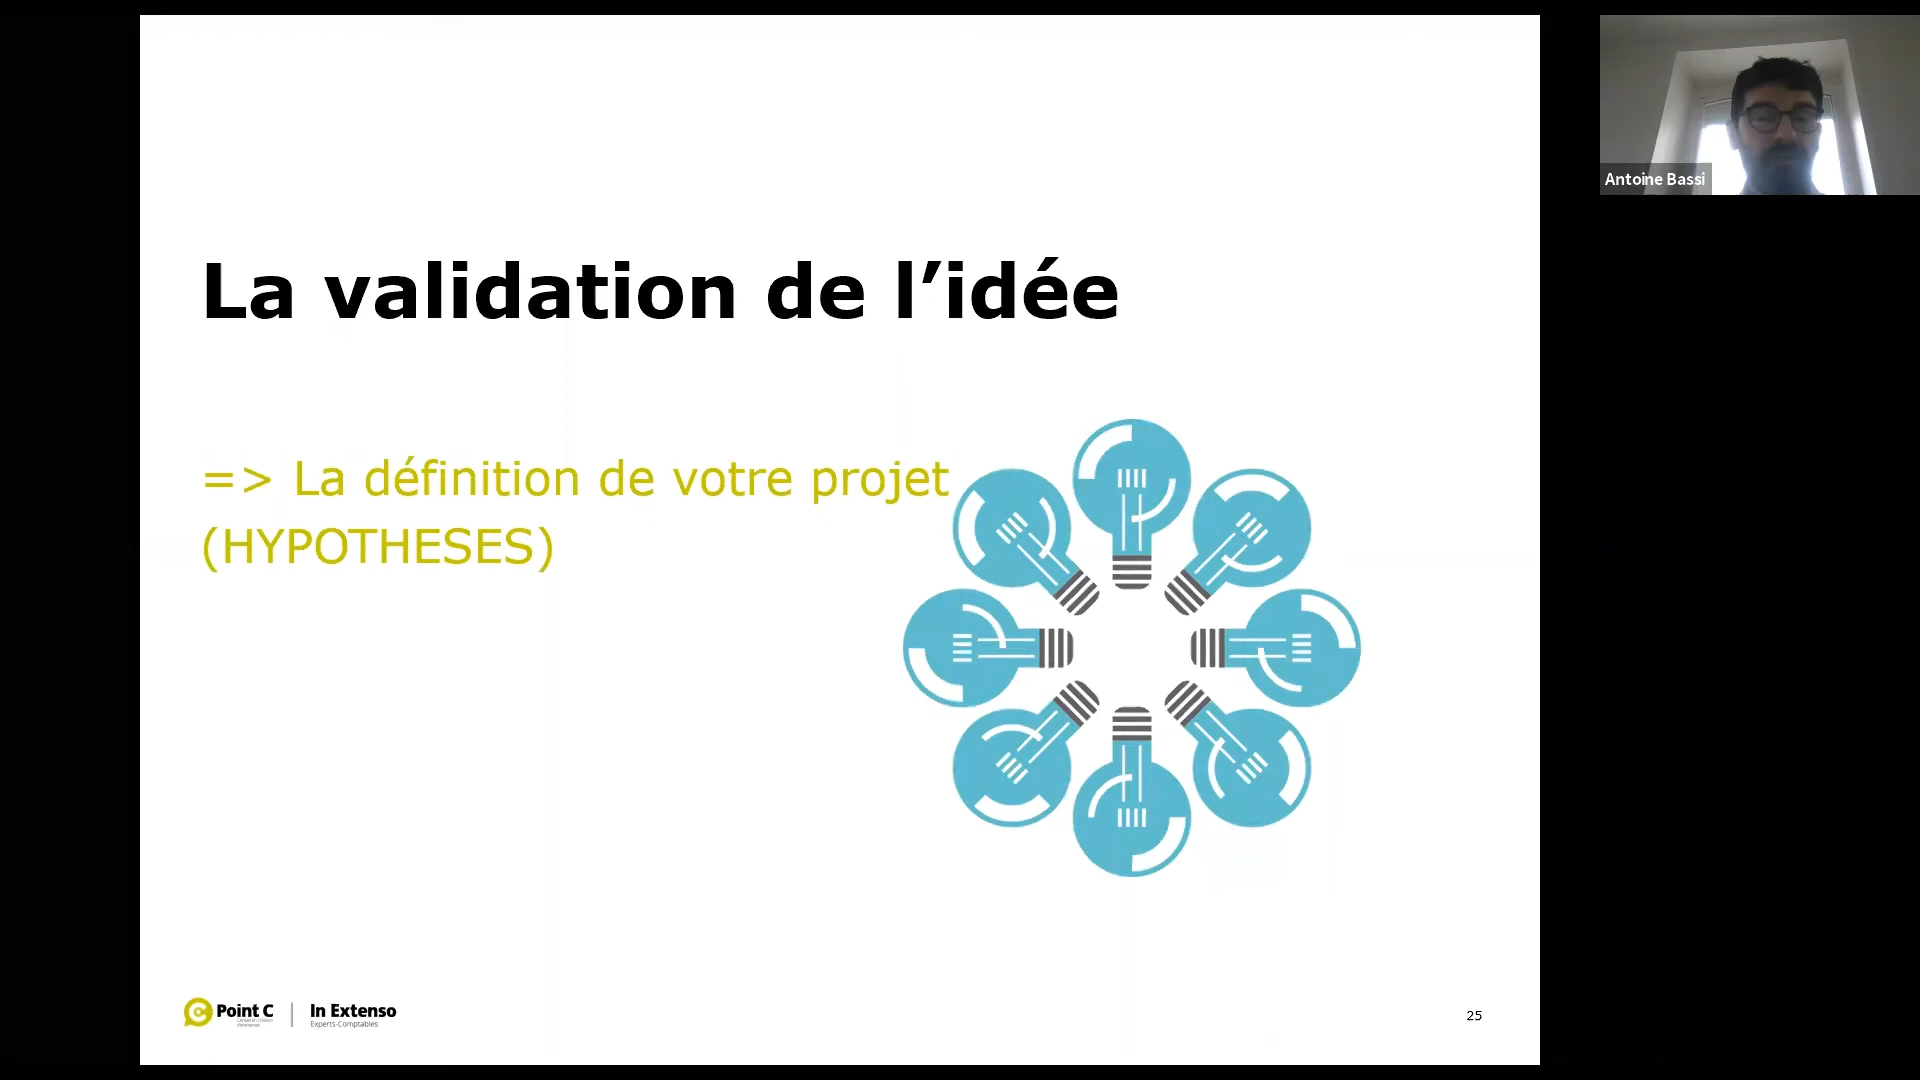 La validation de l’idée
=> La définition de votre projet
(HYPOTHESES)
Point C
In Extenso
Experts-Comptables
25
Antoine Bassi